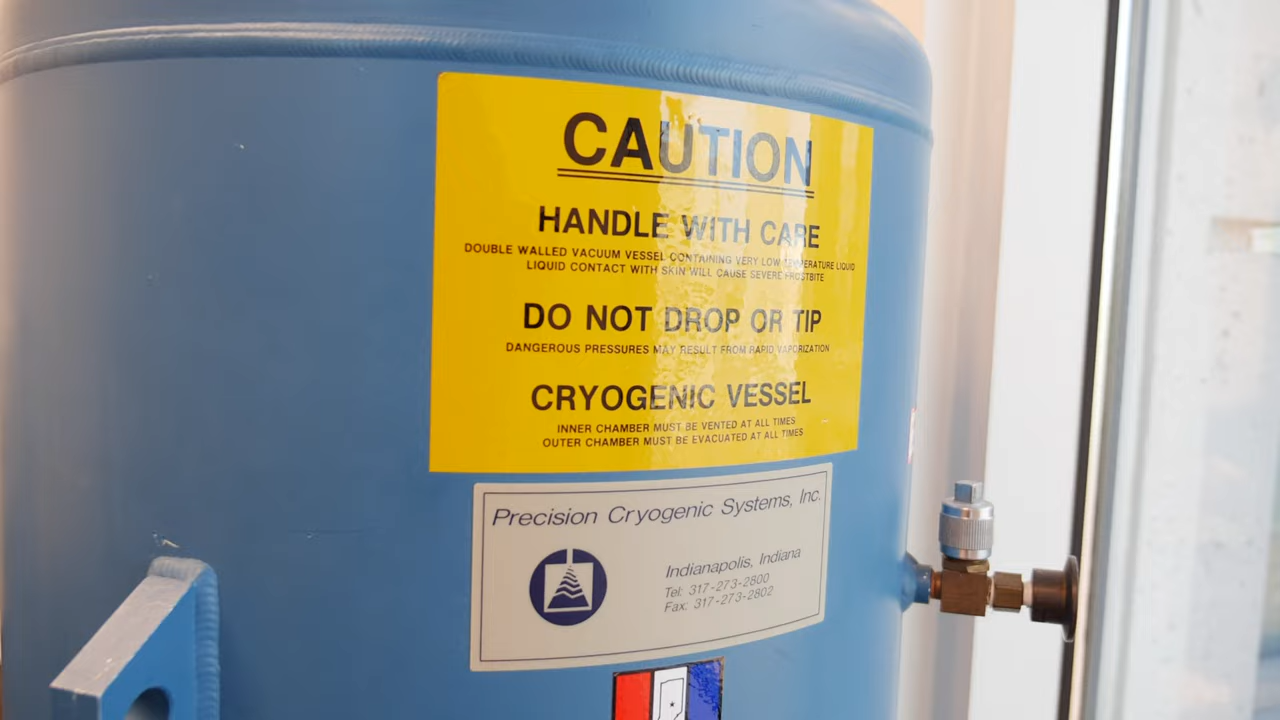 CAUTION
HANDLE WITH CARE
DOUBLE WALLED VACUUM VESSEL CONTAINING VERY LOW TEMPERATURE LIQUID
LIQUID CONTACT WITH SKIN WILL CAUSE SEVERE FROSTBITE
DO NOT DROP OR TIP
DANGEROUS PRESSURES MAY RESULT FROM RAPID VAPORIZATION
CRYOGENIC VESSEL
INNER CHAMBER MUST BE VENTED AT ALL TIMES
OUTER CHAMBER MUST BE EVACUATED AT ALL TIMES
Precision Cryogenic Systems, Inc.
Indianapolis, Indiana
Tel: 317-273-2800
Fax: 317-273-2802